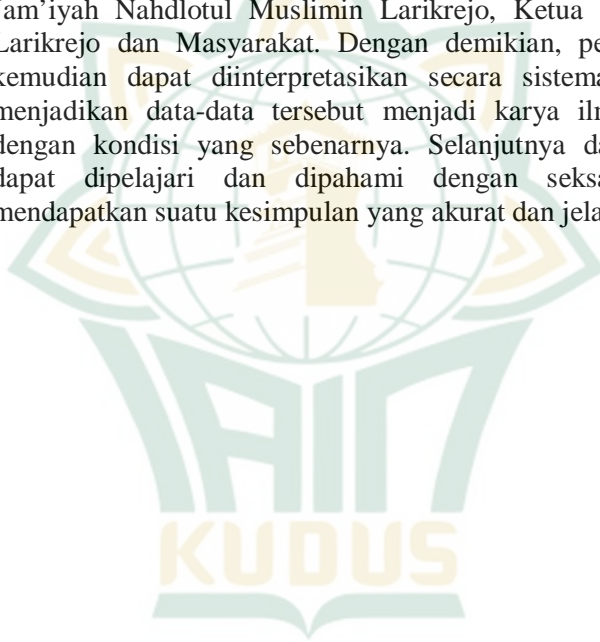 Jam'iyah Nahdlotul Muslimin Larikrejo, Ketua
Larikrejo dan Masyarakat. Dengan demikian, pe
kemudian dapat diinterpretasikan secara sistema
menjadikan data-data tersebut menjadi karya iln
dengan kondisi yang sebenarnya. Selanjutnya da
dapat dipelajari dan dipahami dengan seksa
mendapatkan suatu kesimpulan yang akurat dan jela
IAIN
KUDUS